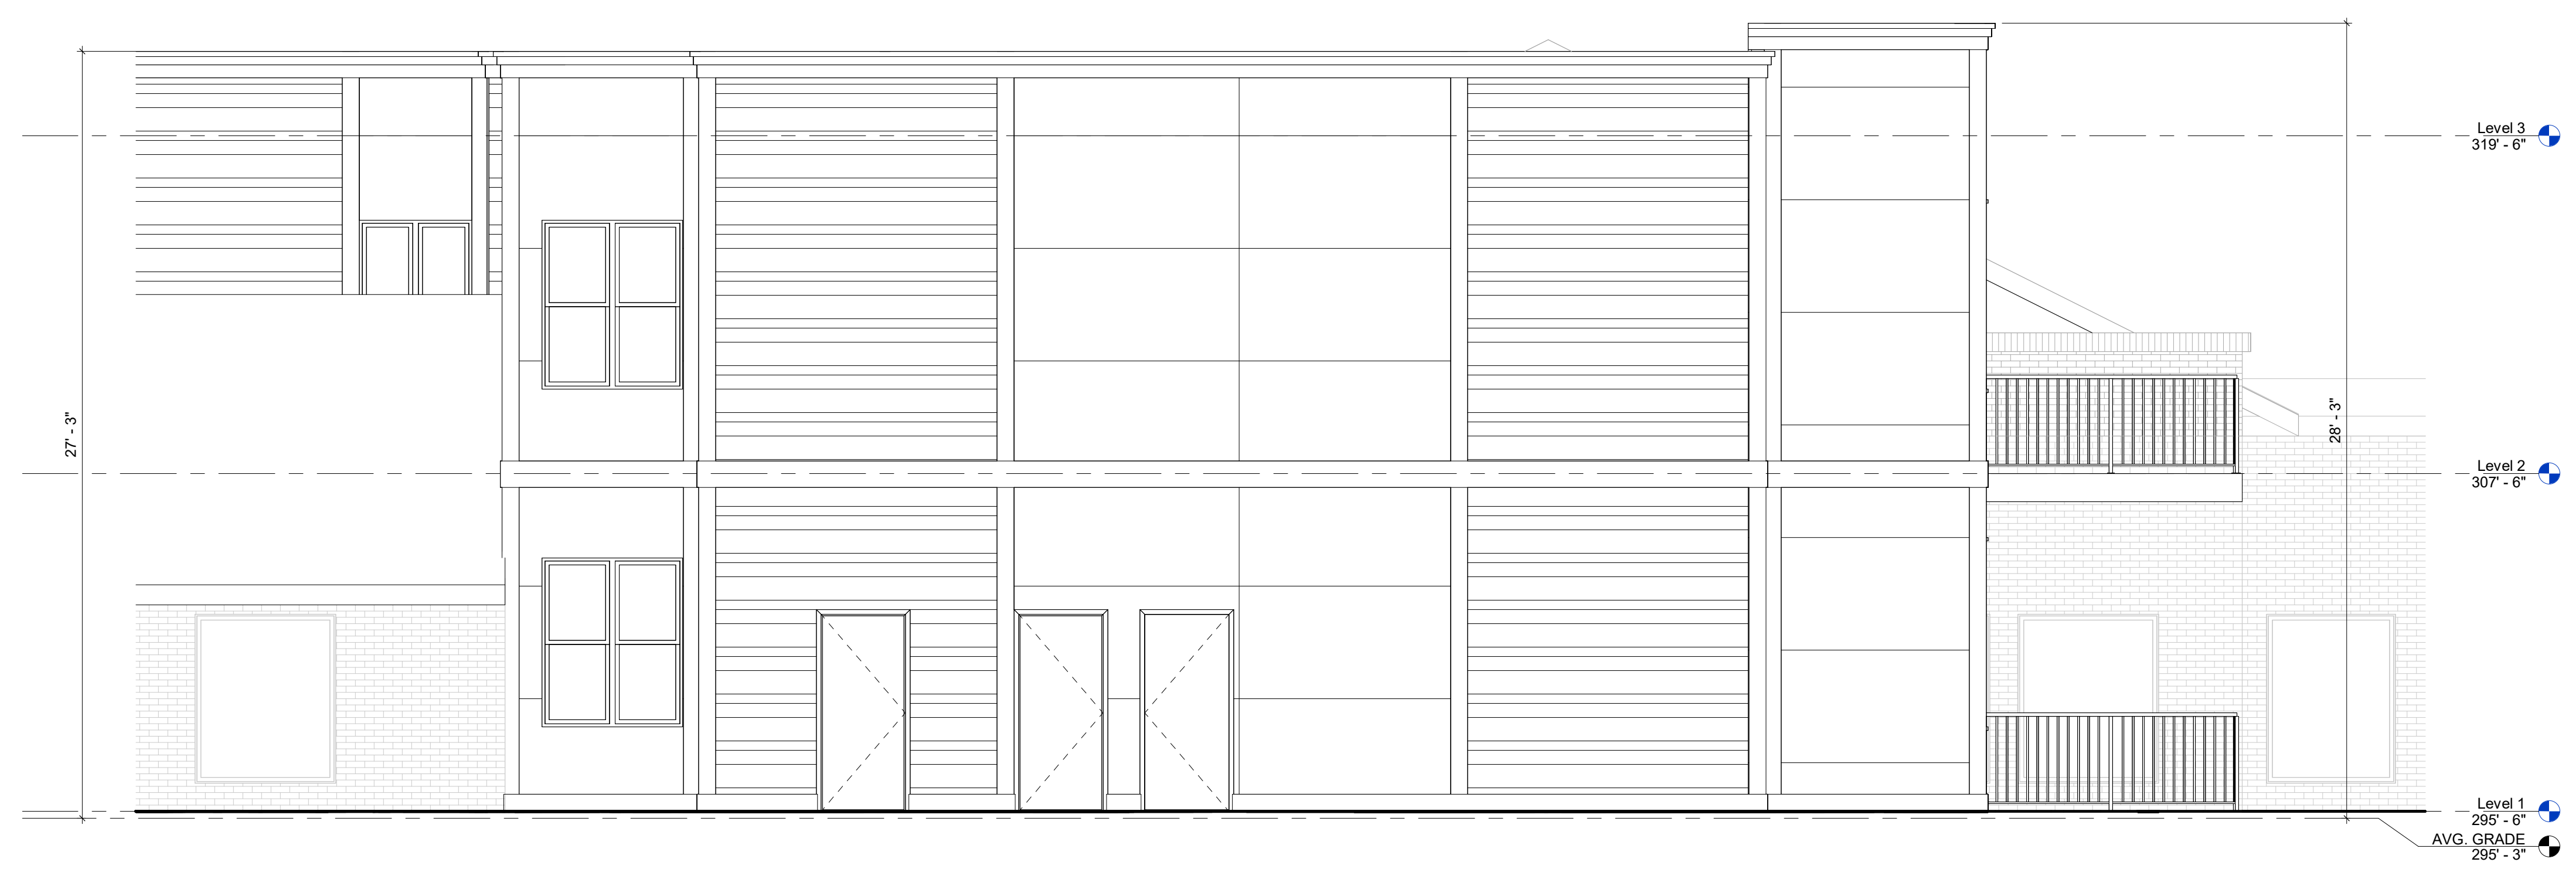 Level 3
319' - 6"
27' - 3"
28' - 3"
Level 2
307' - 6"
Level 1
295' - 6"
AVG. GRADE
295' - 3"